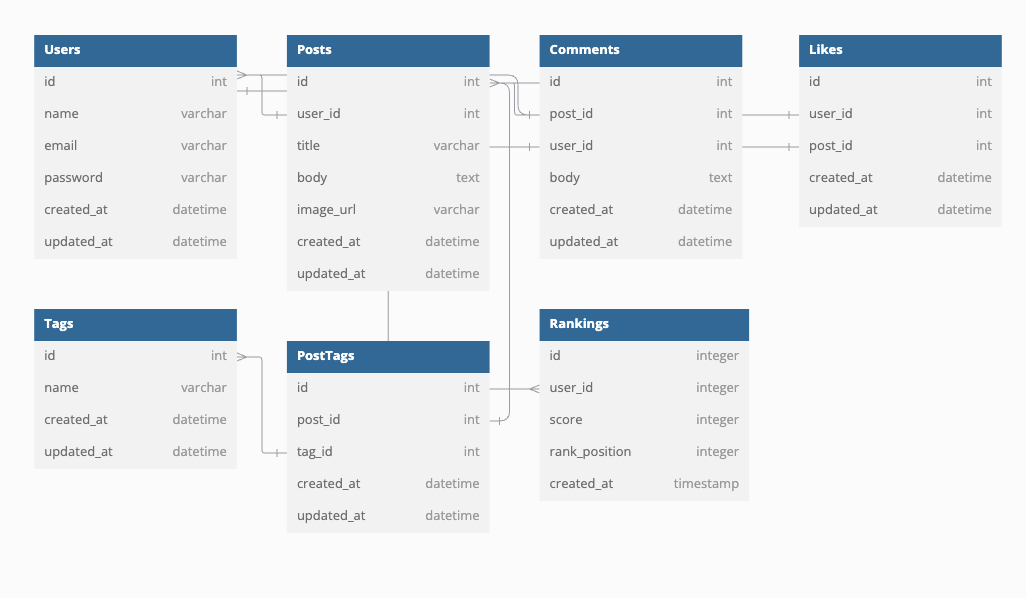 Users
id int
name varchar
email varchar
password varchar
created_at datetime
updated_at datetime
Posts
id int
user_id int
title varchar
body text
image_url varchar
created_at datetime
updated_at datetime
Comments
id int
post_id int
user_id int
body text
created_at datetime
updated_at datetime
Likes
id int
user_id int
post_id int
created_at datetime
updated_at datetime
Tags
id int
name varchar
created_at datetime
updated_at datetime
PostTags
id int
post_id int
tag_id int
created_at datetime
updated_at datetime
Rankings
id integer
user_id integer
score integer
rank_position integer
created_at timestamp